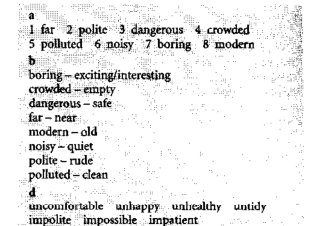 a
1 far 2 polite 3 dangerous 4 crowded
5 polluted 6 noisy 7 boring 8 modern
b
boring – exciting/interesting
crowded – empty
dangerous – safe
far – near
modern – old
noisy – quiet
polite – rude
polluted – clean
d
uncomfortable unhappy unhealthy untidy
impolite impossible impatient